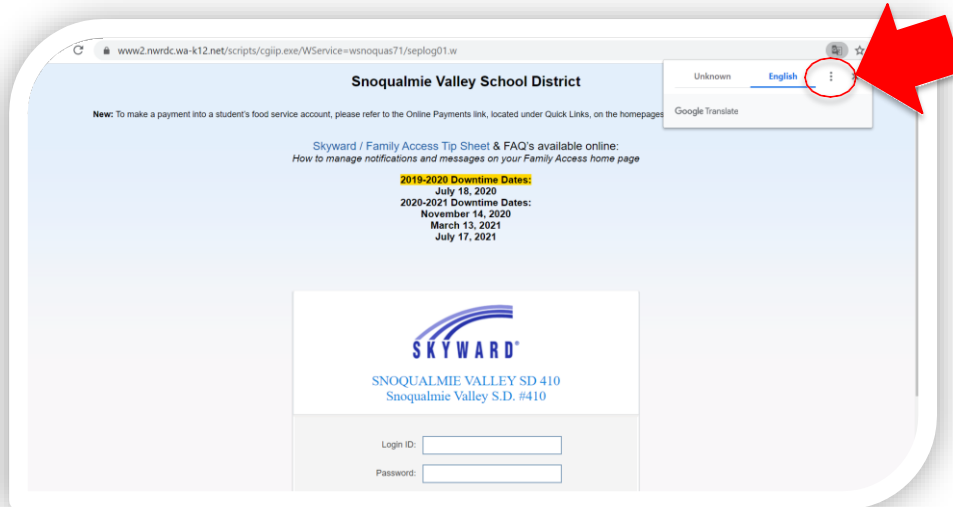 www2.nwrdc.wa-k12.net/scripts/cgiip.exe/WService=wsnoquas71/seplog01.w
Unknown English
Google Translate
Snoqualmie Valley School District
New: To make a payment into a student's food service account, please refer to the Online Payments link, located under Quick Links, on the homepages
Skyward / Family Access Tip Sheet & FAQ's available online:
How to manage notifications and messages on your Family Access home page
2019-2020 Downtime Dates:
July 18, 2020
2020-2021 Downtime Dates:
November 14, 2020
March 13, 2021
July 17, 2021
SKYWARD®
SNOQUALMIE VALLEY SD 410
Snoqualmie Valley S.D. #410
Login ID:
Password: